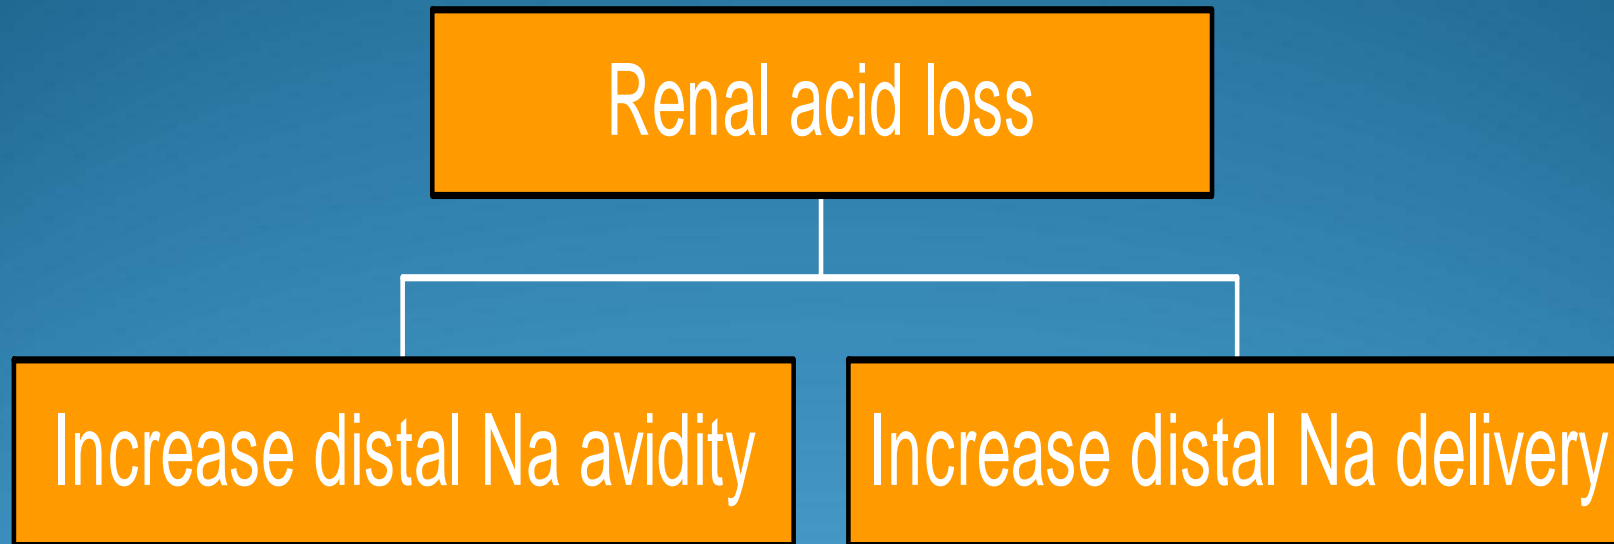 Renal acid loss
Increase distal Na avidity
Increase distal Na delivery